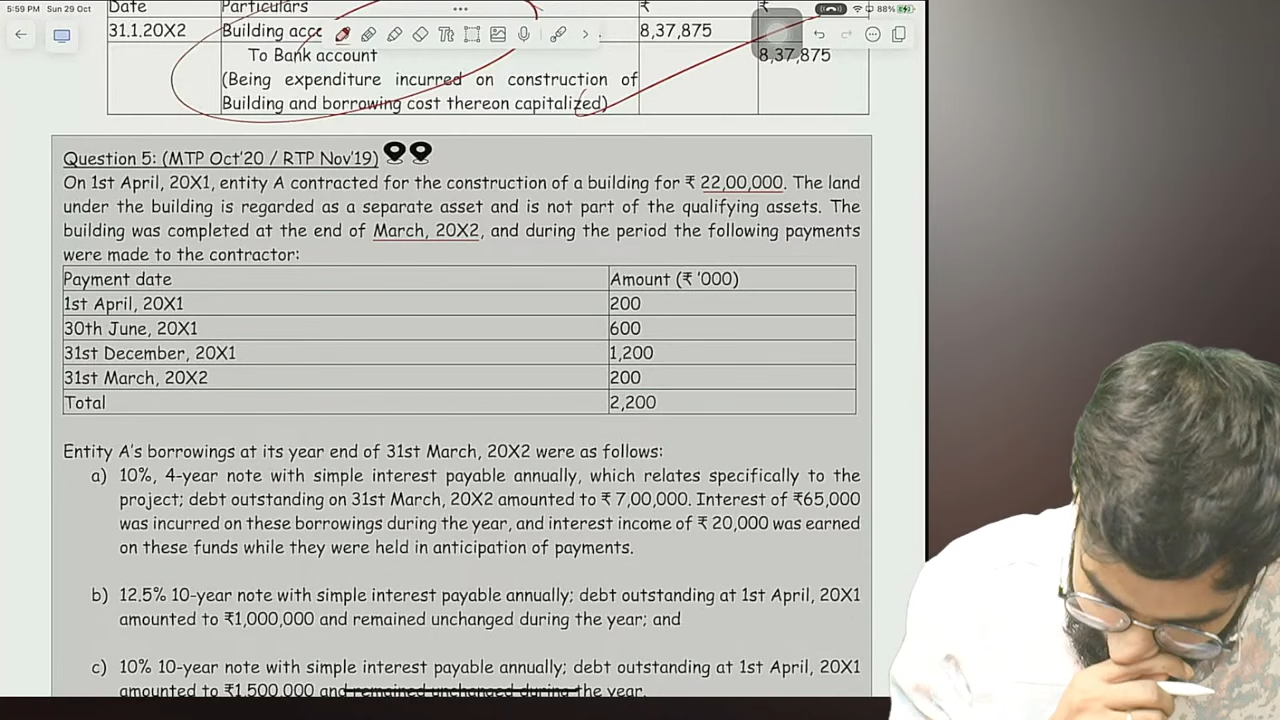 5:59 PM Sun 29 Oct
88%
Date Particulars ₹ ₹
31.1.20X2 Building acc 8,37,875
To Bank account 8,37,875
(Being expenditure incurred on construction of
Building and borrowing cost thereon capitalized)
Question 5: (MTP Oct'20 / RTP Nov'19)
On 1st April, 20X1, entity A contracted for the construction of a building for ₹ 22,00,000. The land
under the building is regarded as a separate asset and is not part of the qualifying assets. The
building was completed at the end of March, 20X2, and during the period the following payments
were made to the contractor:
Payment date Amount (₹ '000)
1st April, 20X1 200
30th June, 20X1 600
31st December, 20X1 1,200
31st March, 20X2 200
Total 2,200
Entity A's borrowings at its year end of 31st March, 20X2 were as follows:
a) 10%, 4-year note with simple interest payable annually, which relates specifically to the
project; debt outstanding on 31st March, 20X2 amounted to ₹ 7,00,000. Interest of ₹65,000
was incurred on these borrowings during the year, and interest income of ₹ 20,000 was earned
on these funds while they were held in anticipation of payments.
b) 12.5% 10-year note with simple interest payable annually; debt outstanding at 1st April, 20X1
amounted to ₹1,000,000 and remained unchanged during the year; and
c) 10% 10-year note with simple interest payable annually; debt outstanding at 1st April, 20X1
amounted to ₹1,500,000 and remained unchanged during the year.